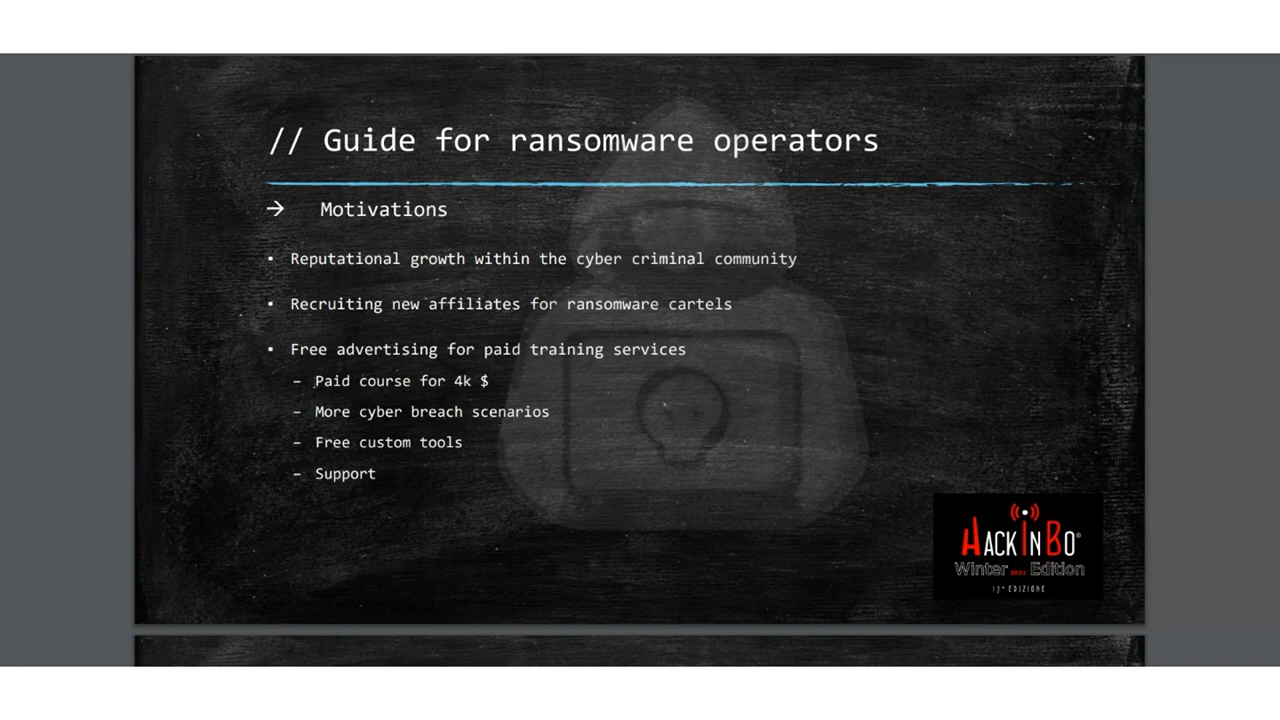 // Guide for ransomware operators
→ Motivations
▪ Reputational growth within the cyber criminal community
▪ Recruiting new affiliates for ransomware cartels
▪ Free advertising for paid training services
– Paid course for 4k $
– More cyber breach scenarios
– Free custom tools
– Support
HACKINBO®
Winter Edition
17ª EDIZIONE